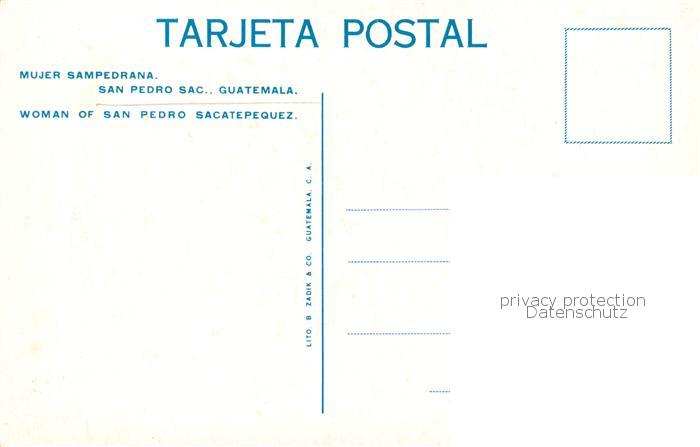 TARJETA POSTAL
MUJER SAMPEDRANA.
SAN PEDRO SAC.. GUATEMALA.
WOMAN OF SAN PEDRO SACATEPEQUEZ.
LITO. B. ZADIK & CO. GUATEMALA, C. A.
privacy protection
Datenschutz